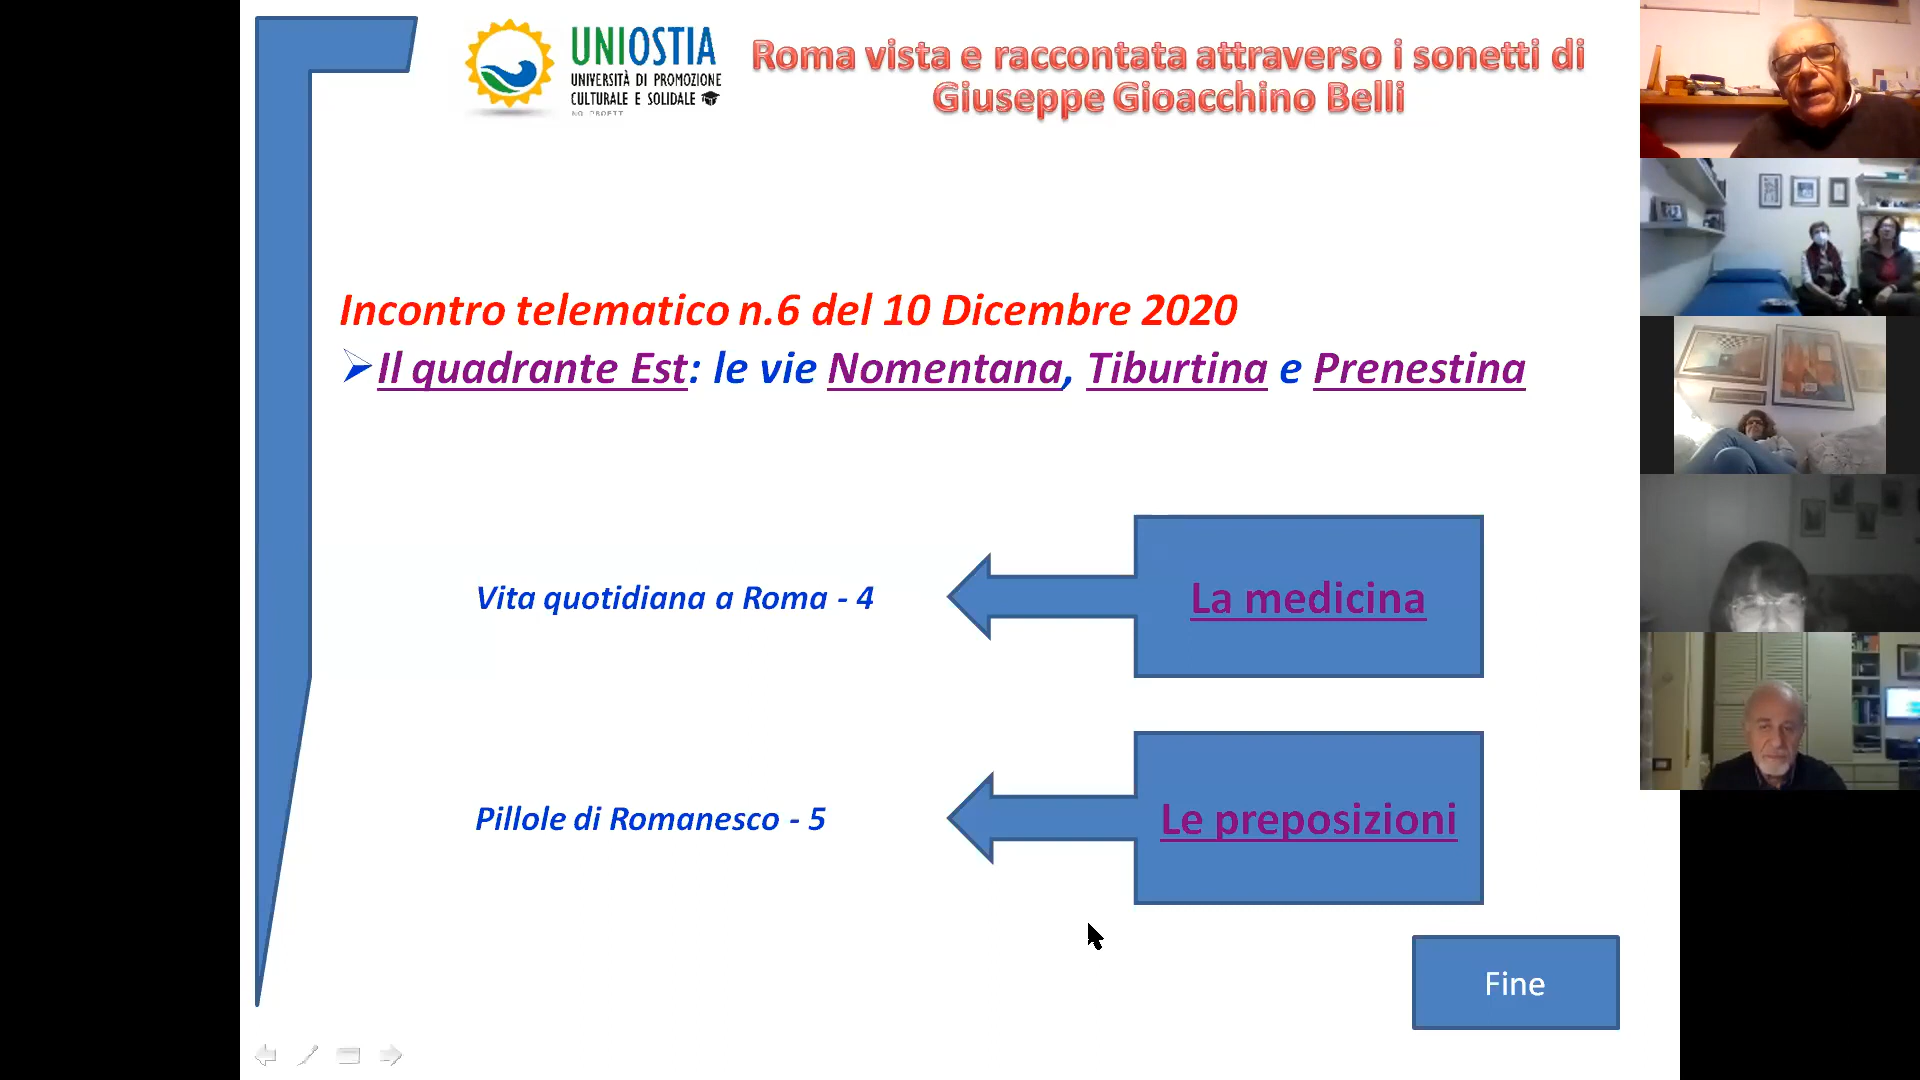 UNIOSTIA
UNIVERSITÀ DI PROMOZIONE
CULTURALE E SOLIDALE
NO PROFIT
Roma vista e raccontata attraverso i sonetti di
Giuseppe Gioacchino Belli
Incontro telematico n.6 del 10 Dicembre 2020
Il quadrante Est: le vie Nomentana, Tiburtina e Prenestina
Vita quotidiana a Roma - 4
La medicina
Pillole di Romanesco - 5
Le preposizioni
Fine